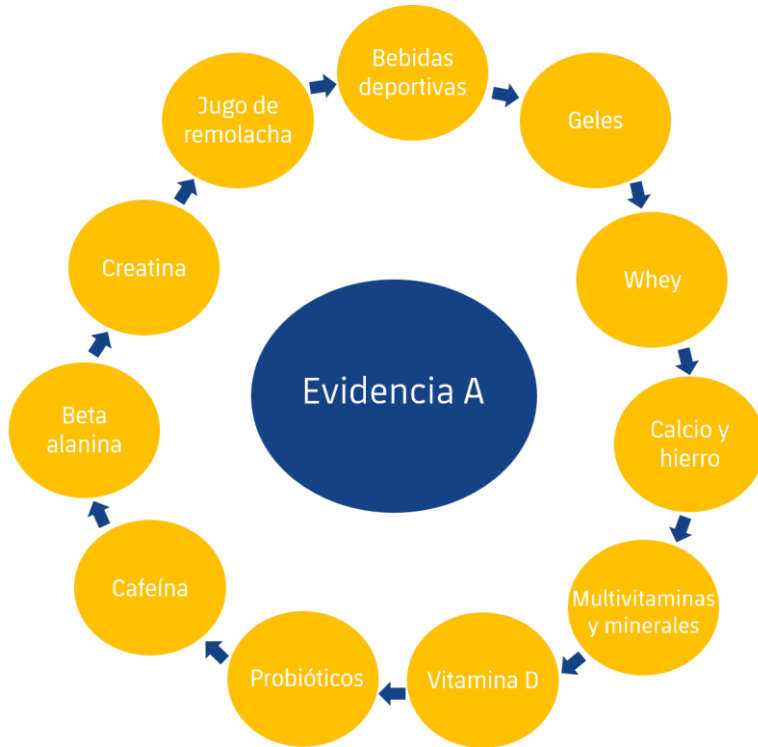 Bebidas
deportivas
Geles
Whey
Calcio y
hierro
Multivitaminas
y minerales
Vitamina D
Probióticos
Cafeína
Beta
alanina
Creatina
Jugo de
remolacha
Evidencia A